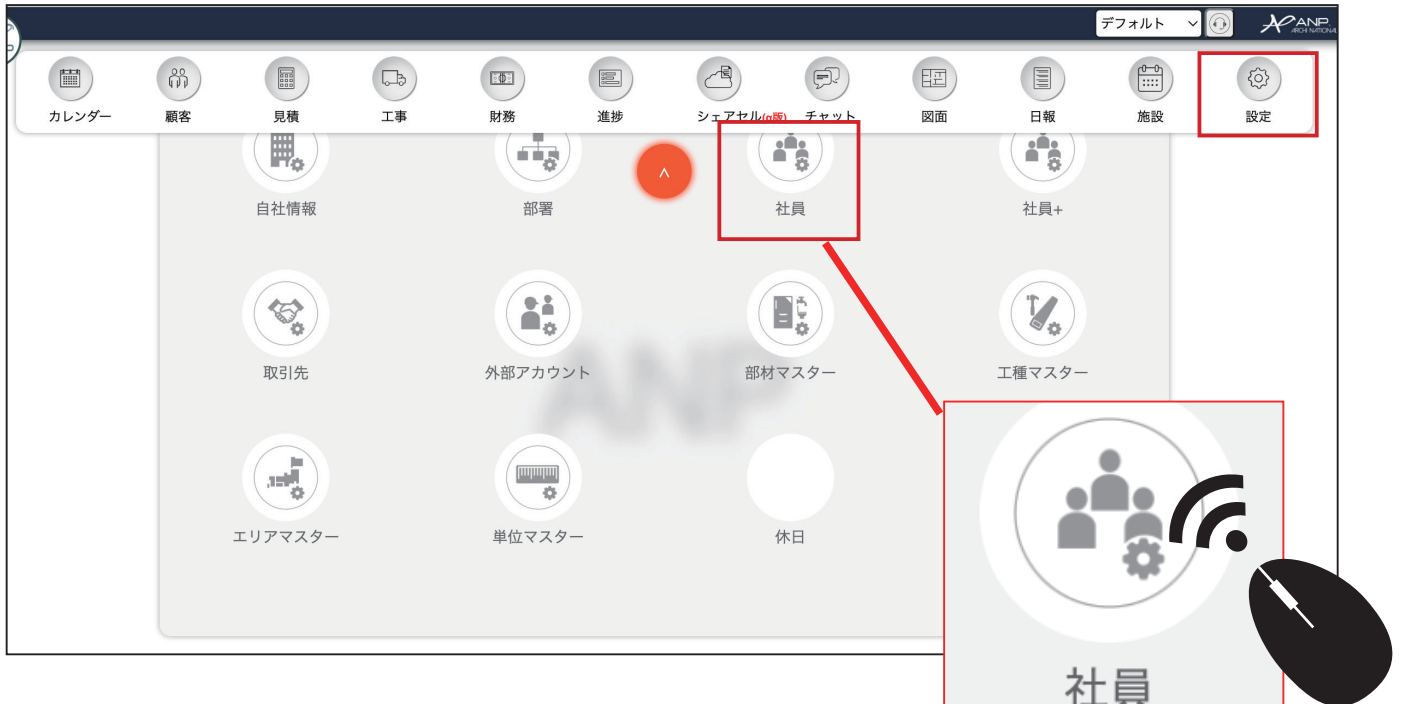 デフォルト
ANP
ARCHI NATIONAL
カレンダー
顧客
見積
工事
財務
進捗
シェアセル(α版)
チャット
図面
日報
施設
設定
^
自社情報
部署
社員
社員+
取引先
外部アカウント
部材マスター
工種マスター
ANP
エリアマスター
単位マスター
休日
社員